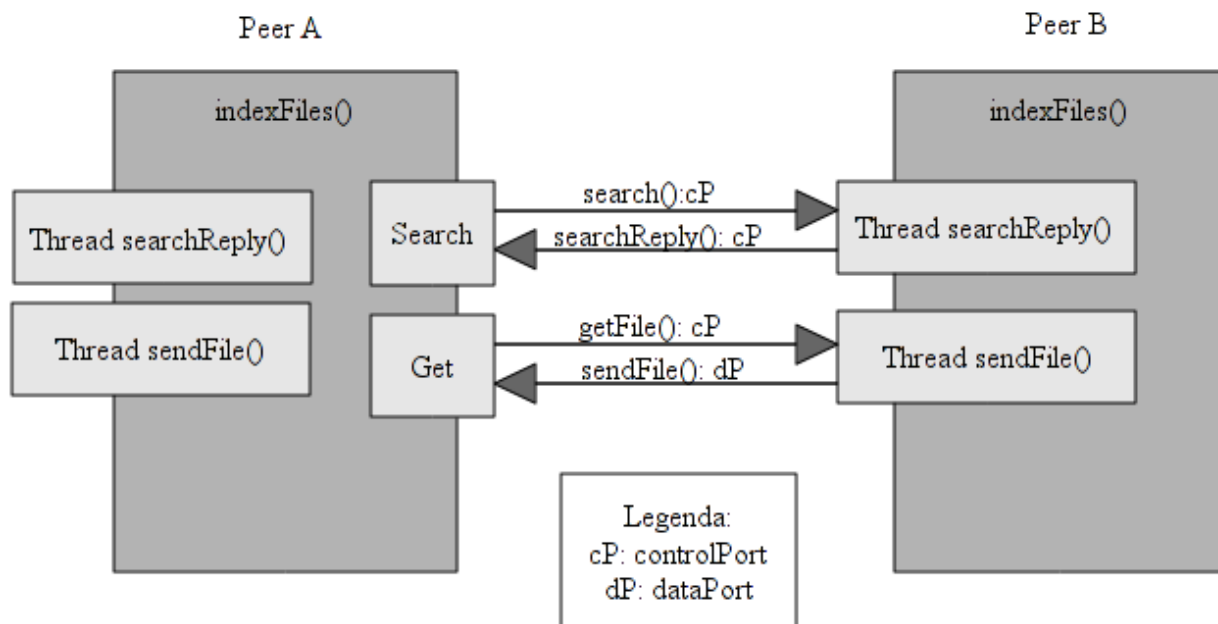 Peer A
Peer B
indexFiles()
indexFiles()
Thread searchReply()
Search
search():cP
searchReply(): cP
Thread searchReply()
Thread sendFile()
Get
getFile(): cP
sendFile(): dP
Thread sendFile()
Legenda:
cP: controlPort
dP: dataPort